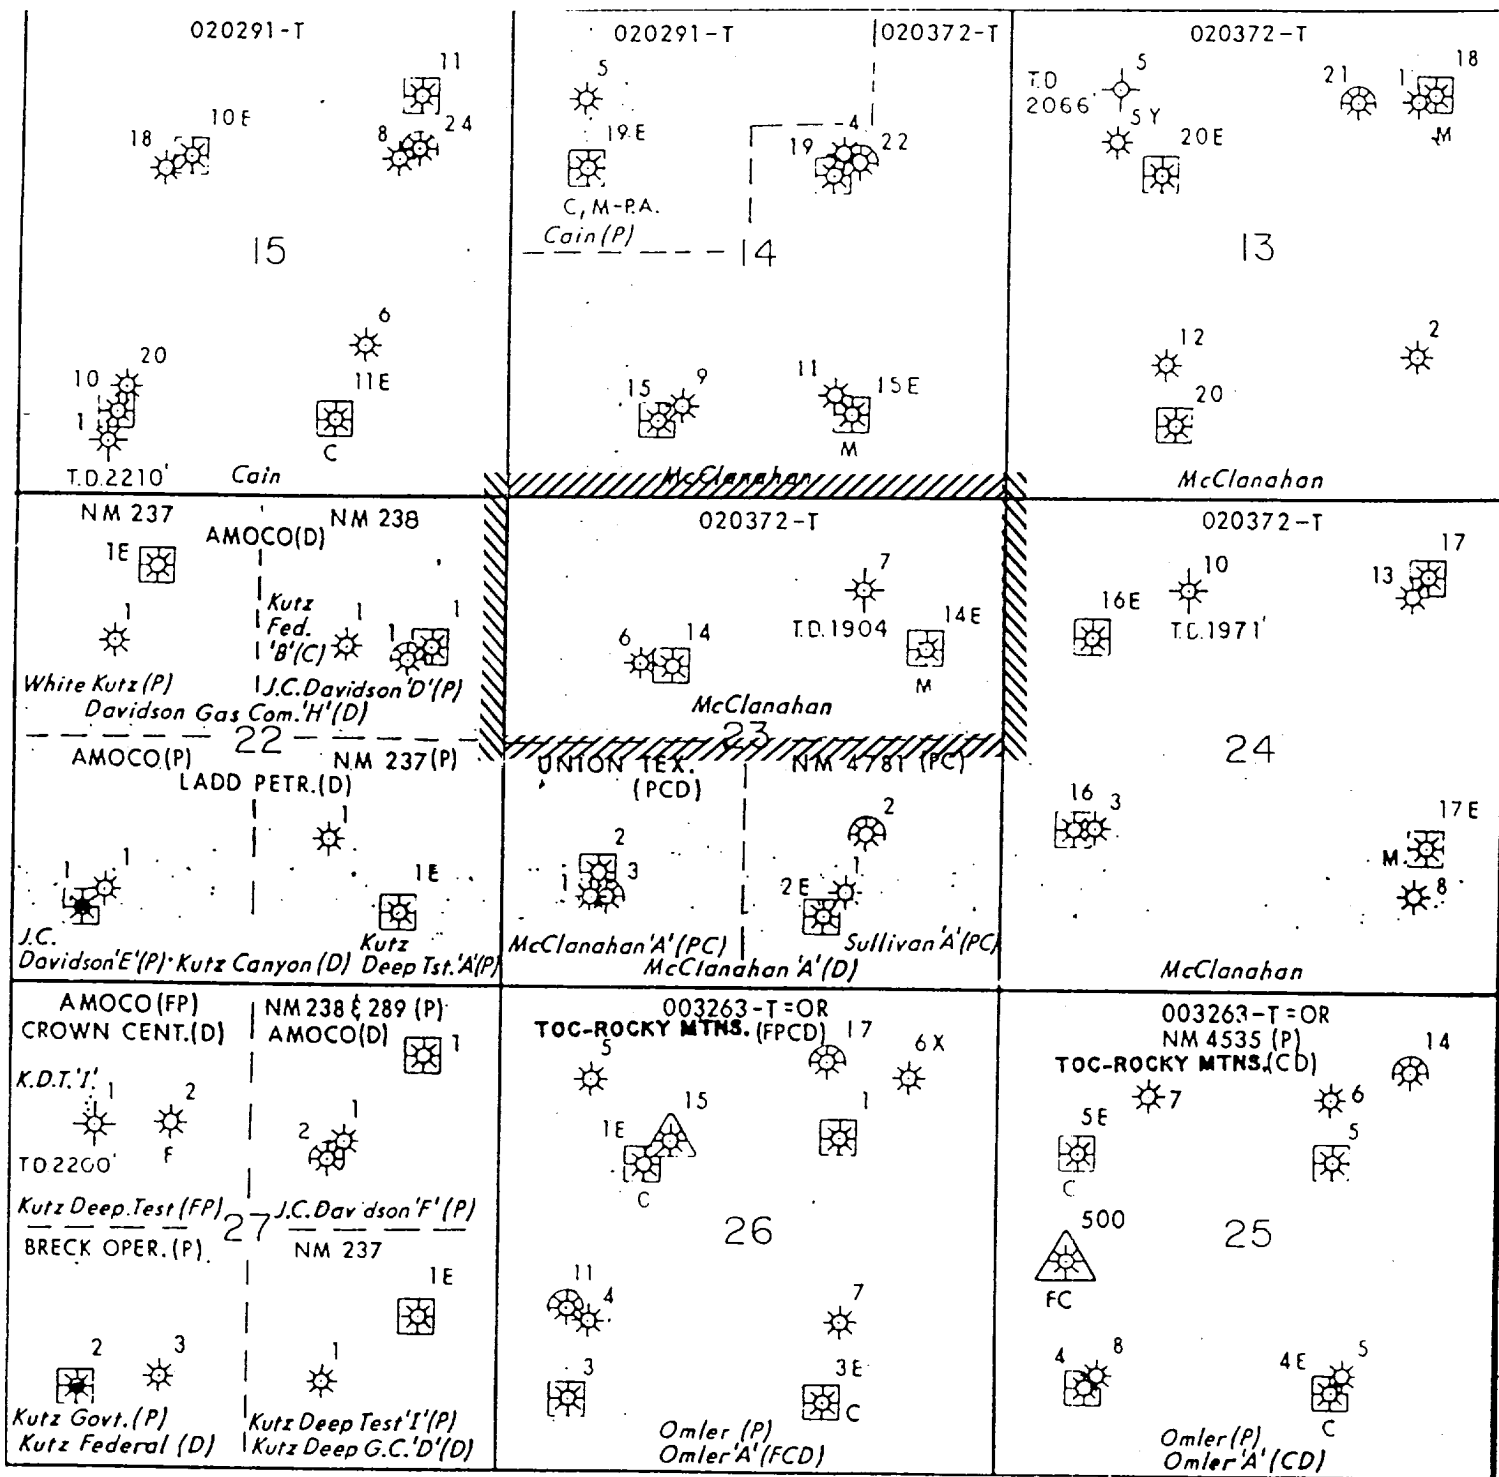 020291-T
11
10E
18
8
24
15
6
20
10
11E
1
C
T.D.2210'
Cain
020291-T
020372-T
5
19E
4
19
22
C, M-P.A.
Cain(P)
14
15
9
11
15E
M
McClanahan
020372-T
T.D
2066
5
21
1
18
5Y
20E
M
13
12
2
20
McClanahan
NM 237
NM 238
AMOCO(D)
1E
1
Kutz
Fed.
'B'(C)
1
1
1
White Kutz(P)
J.C.Davidson'D'(P)
Davidson Gas Com.'H'(D)
22
AMOCO(P)
NM 237(P)
LADD PETR.(D)
1
1
1
1E
J.C.
Kutz
Davidson'E'(P)
Kutz Canyon(D)
Deep Tst.'A'(P)
020372-T
7
T.D.1904
14E
6
14
M
McClanahan
23
UNION TEX.
(PCD)
NM 4781 (PC)
2
2
1
3
1
2E
McClanahan'A'(PC)
Sullivan'A'(PC)
McClanahan'A'(D)
020372-T
10
17
13
16E
T.D.1971'
24
16
3
17E
M
8
McClanahan
AMOCO(FP)
CROWN CENT.(D)
NM238 & 289 (P)
AMOCO(D)
1
K.D.T.'I'
1
2
F
1
2
T.D.2200'
Kutz Deep Test(FP)
J.C.Davidson'F'(P)
27
BRECK OPER.(P)
NM 237
1E
2
3
1
Kutz Govt.(P)
Kutz Federal (D)
Kutz Deep Test'I'(P)
Kutz Deep G.C.'D'(D)
003263-T=OR
TOC-ROCKY MTNS.(FPCD)
17
5
6X
15
1
1E
C
26
11
4
7
3
3E
C
Omler (P)
Omler'A'(FCD)
003263-T=OR
NM 4535 (P)
TOC-ROCKY MTNS.(CD)
14
7
6
5E
5
C
500
25
FC
4
8
4E
5
C
Omler(P)
Omler'A'(CD)